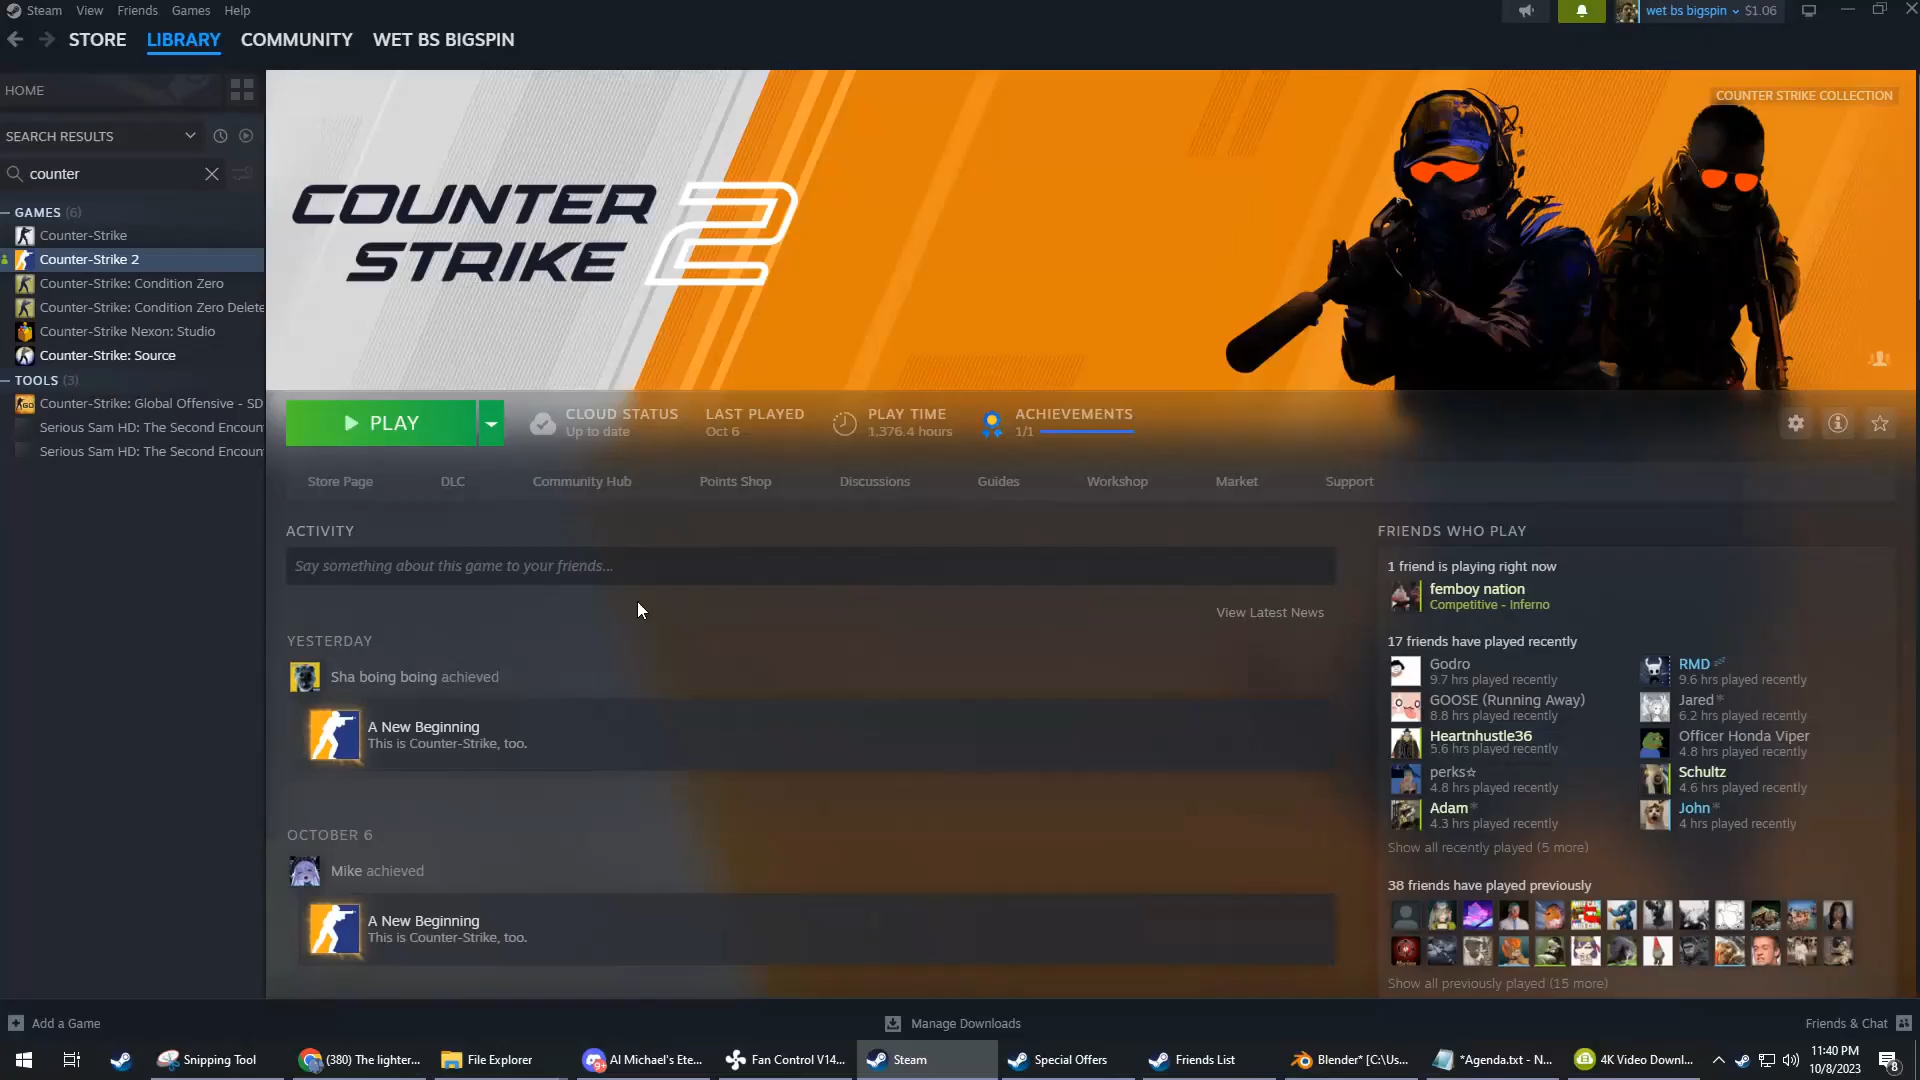 Steam View Friends Games Help
wet bs bigspin $1.06
STORE LIBRARY COMMUNITY WET BS BIGSPIN
HOME
SEARCH RESULTS
counter
GAMES (6)
Counter-Strike
Counter-Strike 2
Counter-Strike: Condition Zero
Counter-Strike: Condition Zero Delete
Counter-Strike Nexon: Studio
Counter-Strike: Source
TOOLS (3)
Counter-Strike: Global Offensive - SD
Serious Sam HD: The Second Encoun
Serious Sam HD: The Second Encoun
COUNTER STRIKE COLLECTION
COUNTER
STRIKE 2
PLAY
CLOUD STATUS
Up to date
LAST PLAYED
Oct 6
PLAY TIME
1,376.4 hours
ACHIEVEMENTS
1/1
Store Page DLC Community Hub Points Shop Discussions Guides Workshop Market Support
ACTIVITY
Say something about this game to your friends...
View Latest News
YESTERDAY
Sha boing boing achieved
A New Beginning
This is Counter-Strike, too.
OCTOBER 6
Mike achieved
A New Beginning
This is Counter-Strike, too.
FRIENDS WHO PLAY
1 friend is playing right now
femboy nation
Competitive - Inferno
17 friends have played recently
Godro
9.7 hrs played recently
RMD zz
9.6 hrs played recently
GOOSE (Running Away)
8.8 hrs played recently
Jared *
6.2 hrs played recently
Heartnhustle36
5.6 hrs played recently
Officer Honda Viper
4.8 hrs played recently
perks☆
4.8 hrs played recently
Schultz
4.6 hrs played recently
Adam *
4.3 hrs played recently
John *
4 hrs played recently
Show all recently played (5 more)
38 friends have played previously
Show all previously played (15 more)
Add a Game
Manage Downloads
Friends & Chat
Snipping Tool
(380) The lighter...
File Explorer
AI Michael's Ete...
Fan Control V14...
Steam
Special Offers
Friends List
Blender* [C:\Us...
*Agenda.txt - N...
4K Video Downl...
11:40 PM
10/8/2023
8